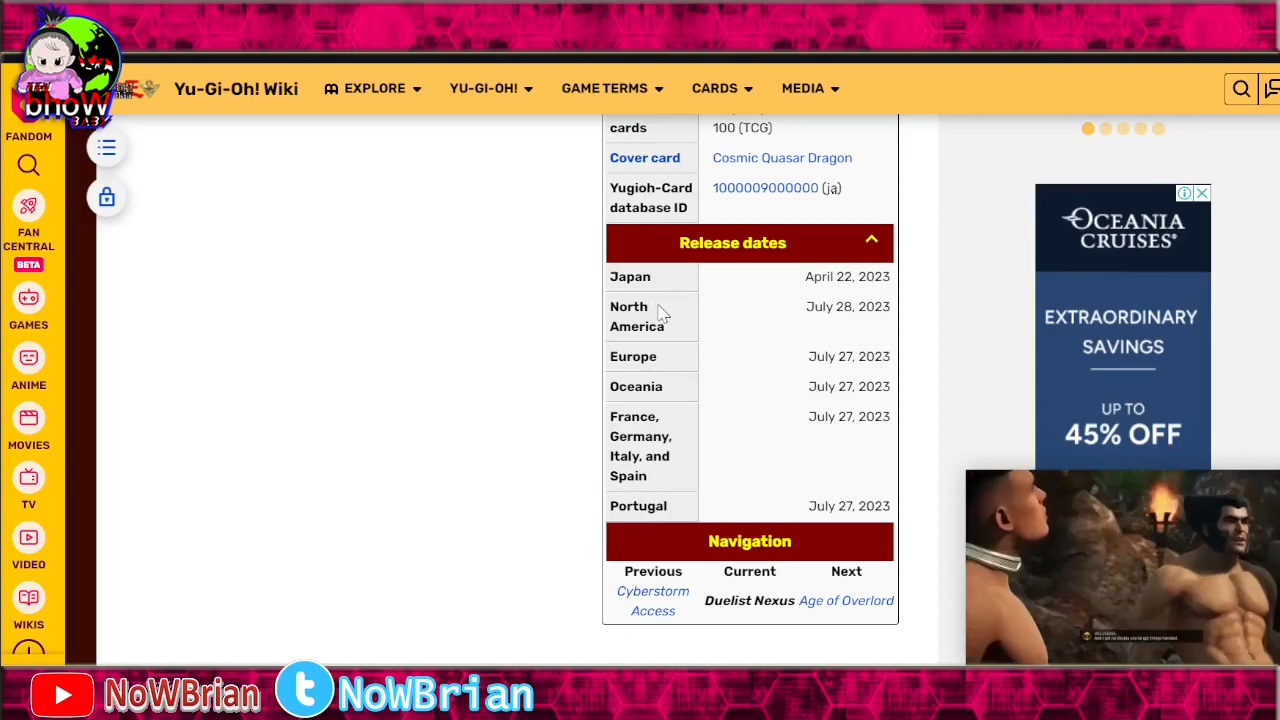 bhoW
BABY
Yu-Gi-Oh! Wiki
EXPLORE
YU-GI-OH!
GAME TERMS
CARDS
MEDIA
FANDOM
FAN
CENTRAL
BETA
GAMES
ANIME
MOVIES
TV
VIDEO
WIKIS
cards 100 (TCG)
Cover card Cosmic Quasar Dragon
Yugioh-Card 1000009000000 (ja)
database ID
Release dates
Japan April 22, 2023
North July 28, 2023
America
Europe July 27, 2023
Oceania July 27, 2023
France, July 27, 2023
Germany,
Italy, and
Spain
Portugal July 27, 2023
Navigation
Previous Current Next
Cyberstorm Duelist Nexus Age of Overlord
Access
OCEANIA
CRUISES®
EXTRAORDINARY
SAVINGS
UP TO
45% OFF
NoWBrian
NoWBrian